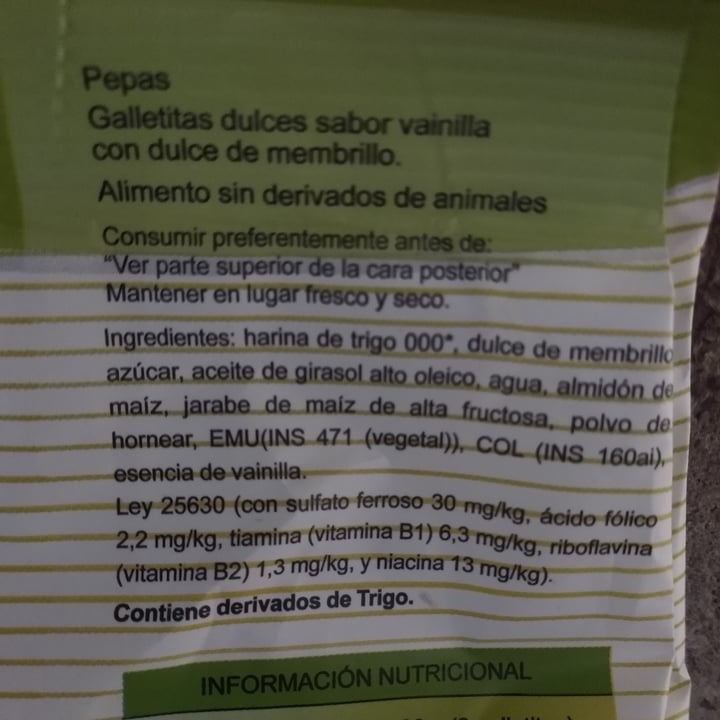 Pepas
Galletitas dulces sabor vainilla
con dulce de membrillo.
Alimento sin derivados de animales
Consumir preferentemente antes de:
"Ver parte superior de la cara posterior"
Mantener en lugar fresco y seco.
Ingredientes: harina de trigo 000*, dulce de membrillo
azúcar, aceite de girasol alto oleico, agua, almidón de
maíz, jarabe de maíz de alta fructosa, polvo de
hornear, EMU(INS 471 (vegetal)), COL (INS 160ai),
esencia de vainilla.
Ley 25630 (con sulfato ferroso 30 mg/kg, ácido fólico
2,2 mg/kg, tiamina (vitamina B1) 6,3 mg/kg, riboflavina
(vitamina B2) 1,3 mg/kg, y niacina 13 mg/kg).
Contiene derivados de Trigo.
INFORMACIÓN NUTRICIONAL